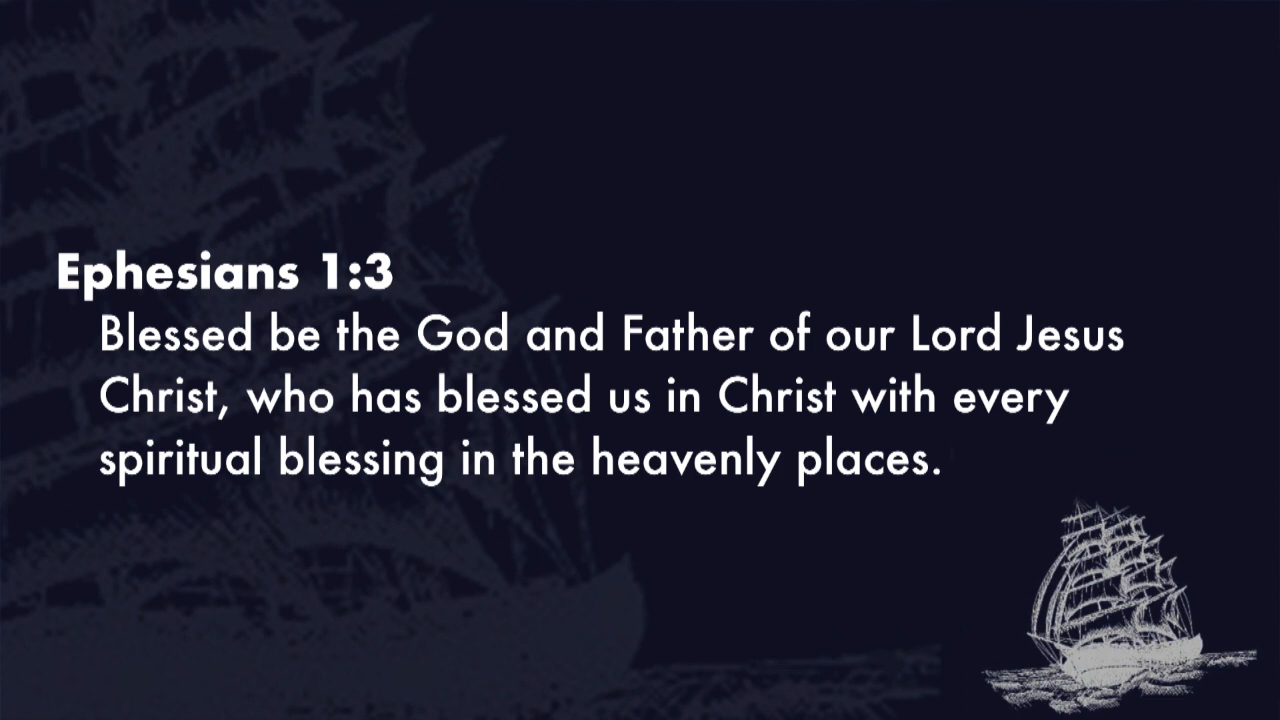 Ephesians 1:3
Blessed be the God and Father of our Lord Jesus
Christ, who has blessed us in Christ with every
spiritual blessing in the heavenly places.